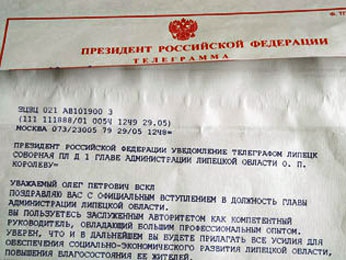 ПРЕЗИДЕНТ РОССИЙСКОЙ ФЕДЕРАЦИИ
ТЕЛЕГРАММА
021 АВ101900 3
(111 111888/01 0054 1249 29.05)
МОСКВА 073/23005 79 29/05 1248=
ПРЕЗИДЕНТ РОССИЙСКОЙ ФЕДЕРАЦИИ УВЕДОМЛЕНИЕ ТЕЛЕГРАФОМ ЛИПЕЦК
СОБОРНАЯ ПЛ Д 1 ГЛАВЕ АДМИНИСТРАЦИИ ЛИПЕЦКОЙ ОБЛАСТИ О. П.
КОРОЛЕВУ=
УВАЖАЕМЫЙ ОЛЕГ ПЕТРОВИЧ ВСКЛ
ПОЗДРАВЛЯЮ ВАС С ОФИЦИАЛЬНЫМ ВСТУПЛЕНИЕМ В ДОЛЖНОСТЬ ГЛАВЫ
АДМИНИСТРАЦИИ ЛИПЕЦКОЙ ОБЛАСТИ.
ВЫ ПОЛЬЗУЕТЕСЬ ЗАСЛУЖЕННЫМ АВТОРИТЕТОМ КАК КОМПЕТЕНТНЫЙ
РУКОВОДИТЕЛЬ, ОБЛАДАЮЩИЙ БОЛЬШИМ ПРОФЕССИОНАЛЬНЫМ ОПЫТОМ.
УВЕРЕН, ЧТО И В ДАЛЬНЕЙШЕМ ВЫ БУДЕТЕ ПРИЛАГАТЬ ВСЕ УСИЛИЯ ДЛЯ
ОБЕСПЕЧЕНИЯ СОЦИАЛЬНО-ЭКОНОМИЧЕСКОГО РАЗВИТИЯ ЛИПЕЦКОЙ ОБЛАСТИ,
ПОВЫШЕНИЯ БЛАГОСОСТОЯНИЯ ЕЕ ЖИТЕЛЕЙ.